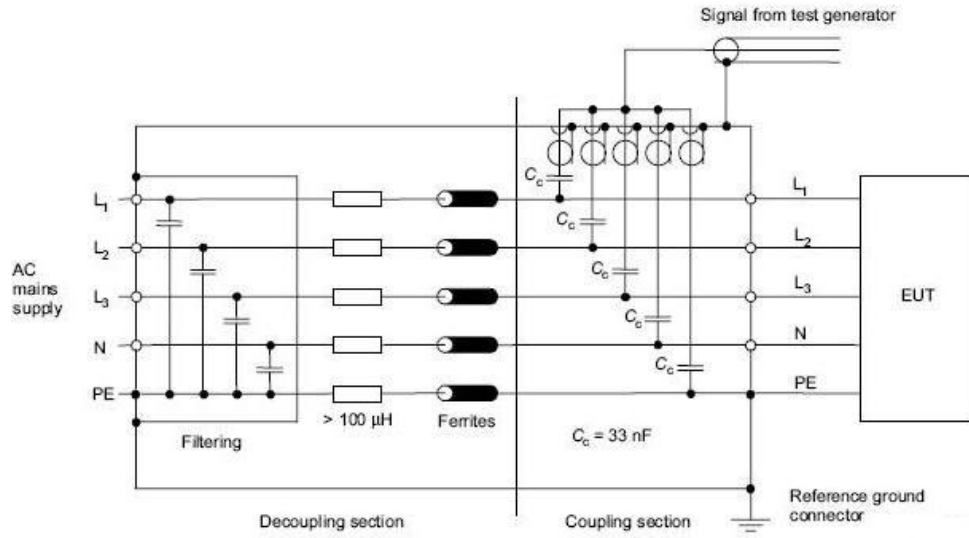 Signal from test generator
L1
L2
L3
N
PE
AC
mains
supply
Cc
Cc
Cc
Cc
Cc
L1
L2
L3
N
PE
EUT
Filtering
> 100 μH
Ferrites
Cc = 33 nF
Decoupling section
Coupling section
Reference ground
connector